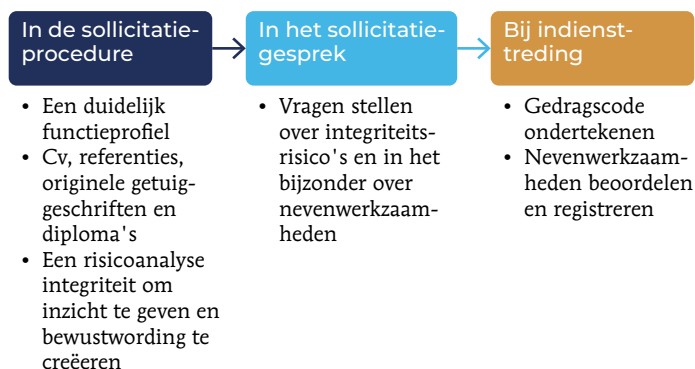 In de sollicitatie-
procedure
In het sollicitatie-
gesprek
Bij indienst-
treding
• Een duidelijk
functieprofiel
• Cv, referenties,
originele getuig-
geschriften en
diploma's
• Een risicoanalyse
integriteit om
inzicht te geven en
bewustwording te
creëeren
• Vragen stellen
over integriteits-
risico's en in het
bijzonder over
nevenwerkzaam-
heden
• Gedragscode
ondertekenen
• Nevenwerkzaam-
heden beoordelen
en registreren